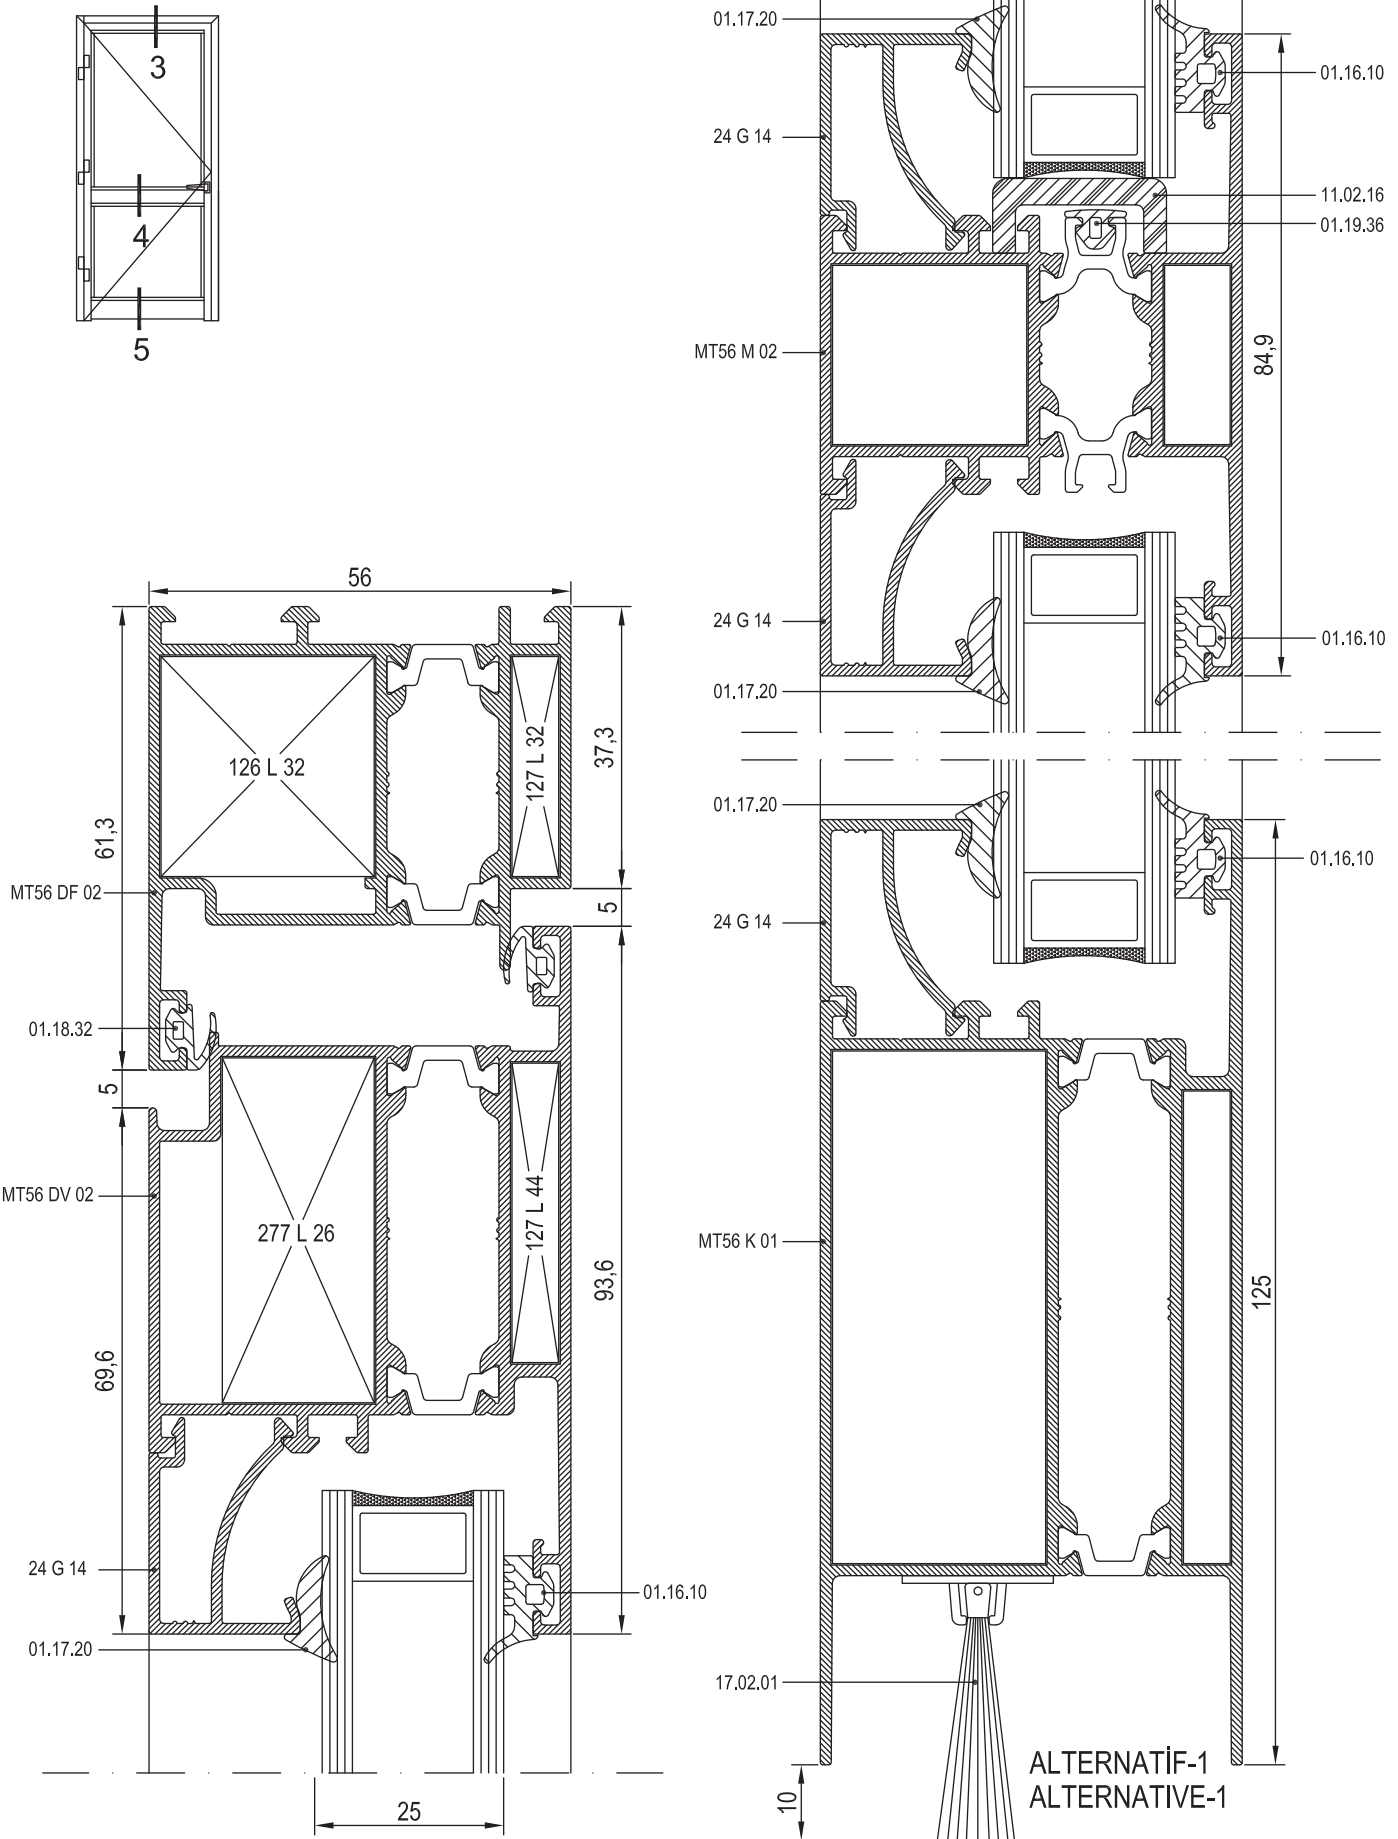 3
4
5
01.17.20
01.16.10
24 G 14
11.02.16
01.19.36
MT56 M 02
84,9
24 G 14
01.16.10
01.17.20
56
61,3
37,3
126 L 32
127 L 32
MT56 DF 02
5
01.18.32
5
MT56 DV 02
277 L 26
127 L 44
93,6
69,6
24 G 14
01.16.10
01.17.20
25
01.17.20
01.16.10
24 G 14
MT56 K 01
125
17.02.01
ALTERNATİF-1
ALTERNATIVE-1
10